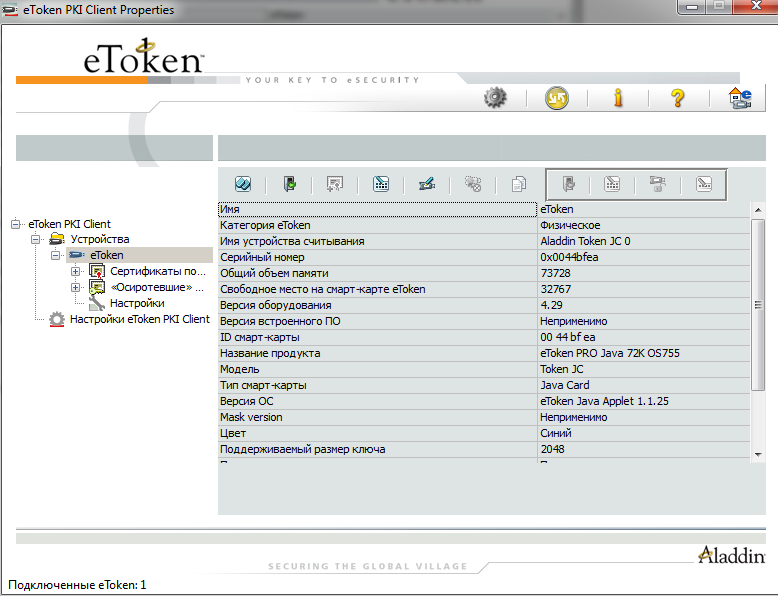 eToken PKI Client Properties
eToken™
YOUR KEY TO eSECURITY
eToken PKI Client
Устройства
eToken
Сертификаты по...
«Осиротевшие» ...
Настройки
Настройки eToken PKI Client
Имя eToken
Категория eToken Физическое
Имя устройства считывания Aladdin Token JC 0
Серийный номер 0x0044bfea
Общий объем памяти 73728
Свободное место на смарт-карте eToken 32767
Версия оборудования 4.29
Версия встроенного ПО Неприменимо
ID смарт-карты 00 44 bf ea
Название продукта eToken PRO Java 72K OS755
Модель Token JC
Тип смарт-карты Java Card
Версия ОС eToken Java Applet 1.1.25
Mask version Неприменимо
Цвет Синий
Поддерживаемый размер ключа 2048
SECURING THE GLOBAL VILLAGE
Aladdin
Подключенные eToken: 1